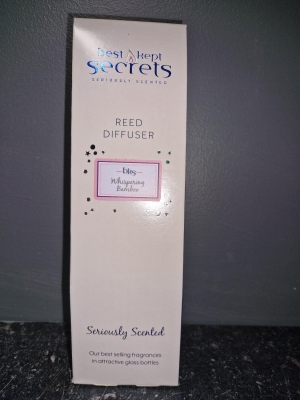 best kept
secrets
SERIOUSLY SCENTED
REED
DIFFUSER
bks
Whispering
Bamboo
Seriously Scented
Our best selling fragrances
in attractive glass bottles